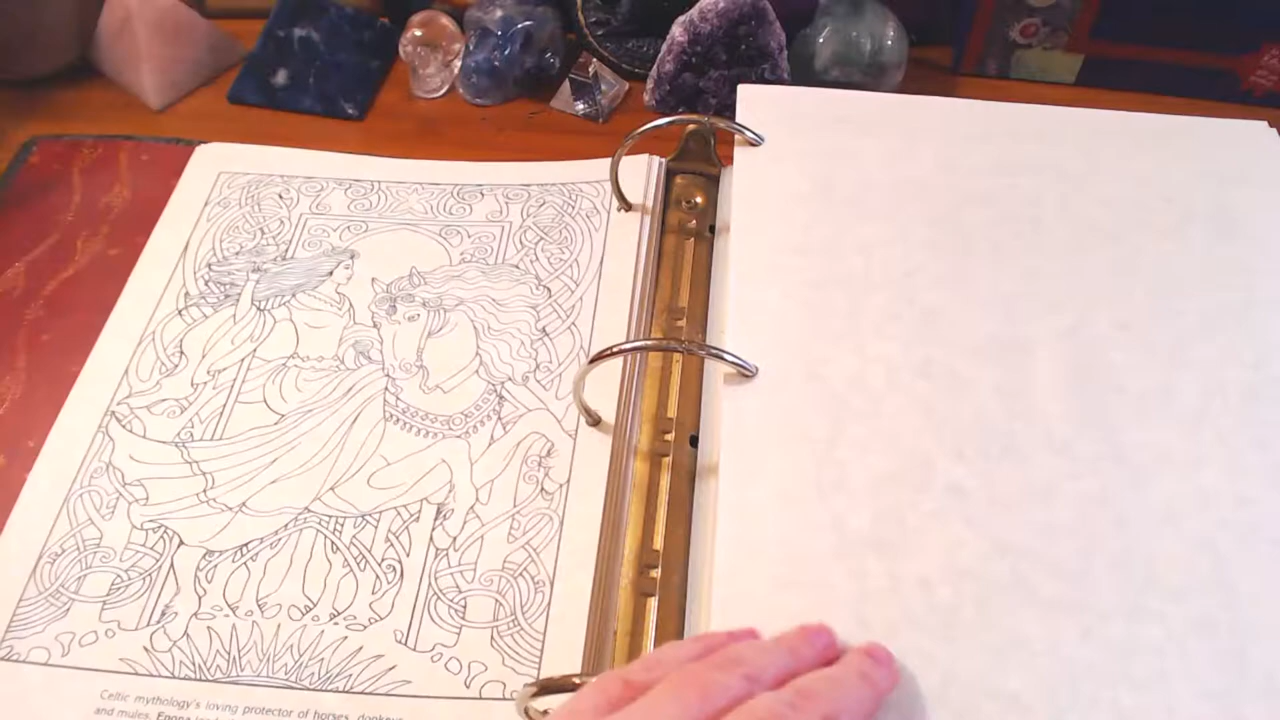 Celtic mythology's loving protector of horses, donkeys
and mules, Epona